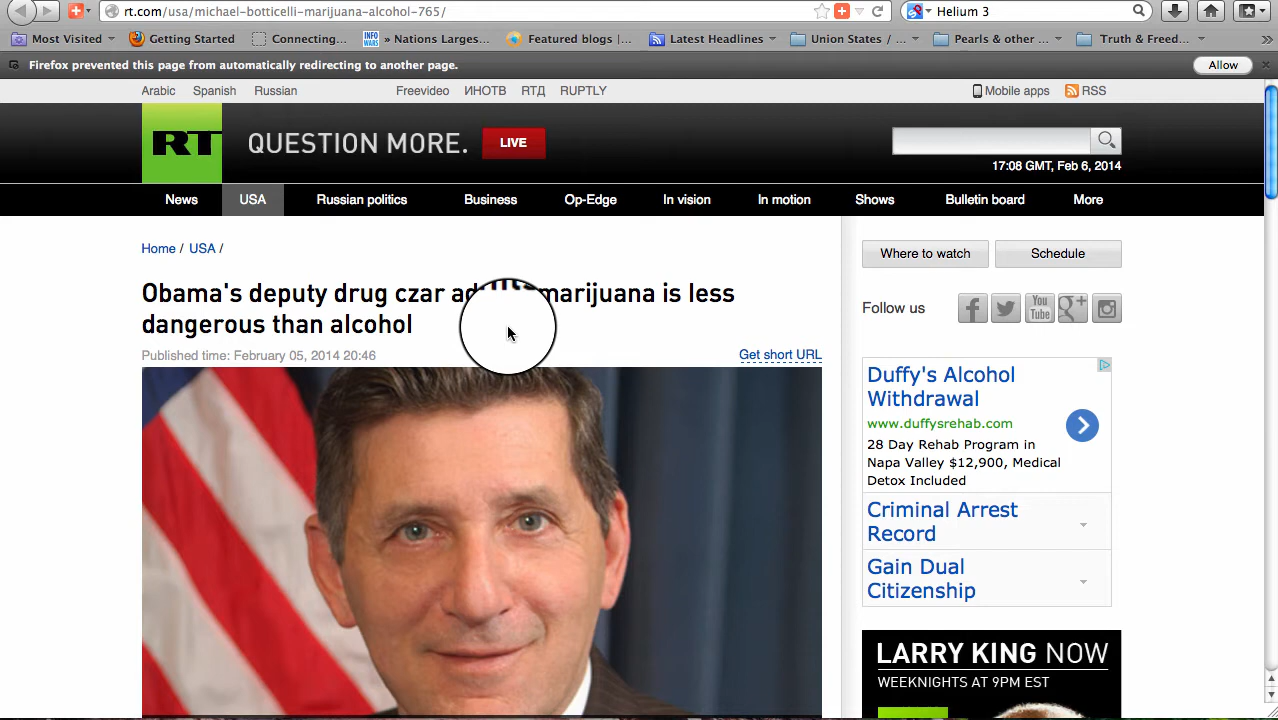 rt.com/usa/michael-botticelli-marijuana-alcohol-765/
Helium 3
Most Visited
Getting Started
Connecting...
INFO WARS
» Nations Larges...
Featured blogs |...
Latest Headlines
Union States / ...
Pearls & other ...
Truth & Freed...
Firefox prevented this page from automatically redirecting to another page.
Allow
Arabic Spanish Russian
Freevideo ИНОТВ RTД RUPTLY
Mobile apps RSS
RT
QUESTION MORE.
LIVE
17:08 GMT, Feb 6, 2014
News USA Russian politics Business Op-Edge In vision In motion Shows Bulletin board More
Home / USA /
Obama's deputy drug czar marijuana is less
dangerous than alcohol
Published time: February 05, 2014 20:46
Get short URL
Where to watch
Schedule
Follow us
You Tube
Duffy's Alcohol
Withdrawal
www.duffysrehab.com
28 Day Rehab Program in
Napa Valley $12,900, Medical
Detox Included
Criminal Arrest
Record
Gain Dual
Citizenship
LARRY KING NOW
WEEKNIGHTS AT 9PM EST